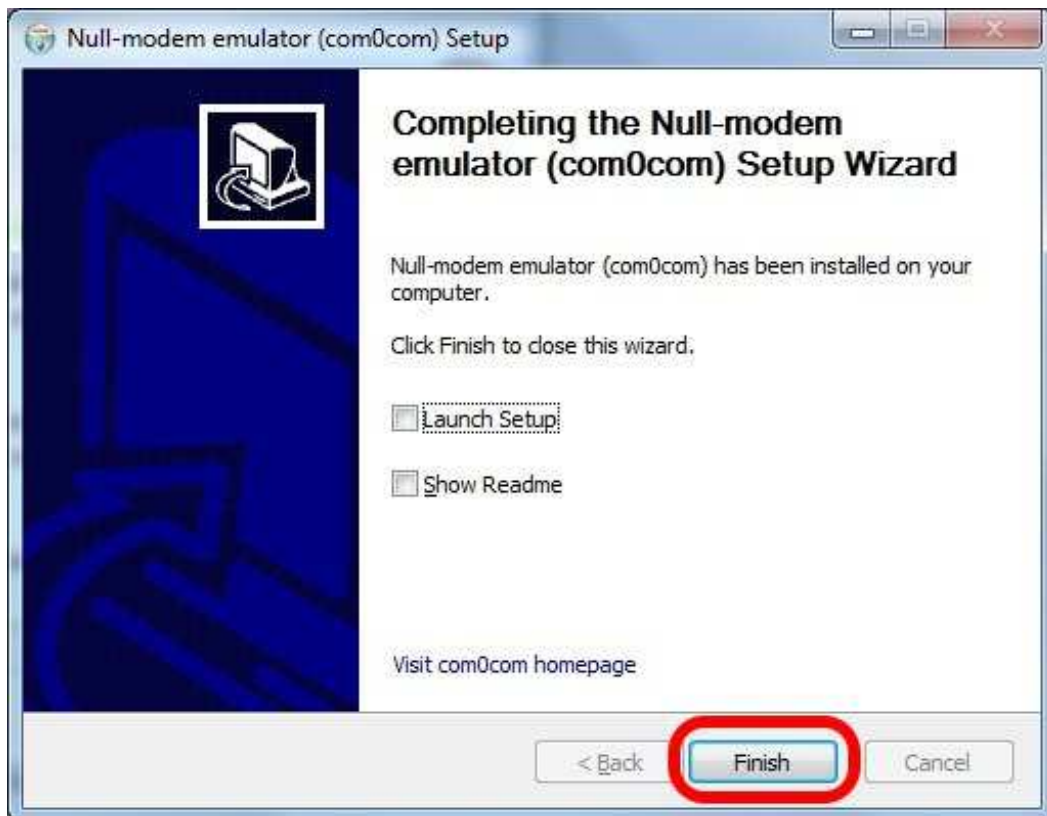 Null-modem emulator (com0com) Setup
Completing the Null-modem
emulator (com0com) Setup Wizard
Null-modem emulator (com0com) has been installed on your
computer.
Click Finish to close this wizard.
Launch Setup
Show Readme
Visit com0com homepage
< Back Finish Cancel